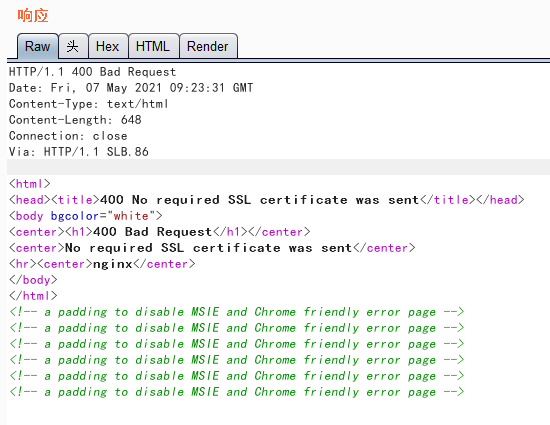 响应
Raw 头 Hex HTML Render
HTTP/1.1 400 Bad Request
Date: Fri, 07 May 2021 09:23:31 GMT
Content-Type: text/html
Content-Length: 648
Connection: close
Via: HTTP/1.1 SLB.86
<html>
<head><title>400 No required SSL certificate was sent</title></head>
<body bgcolor="white">
<center><h1>400 Bad Request</h1></center>
<center>No required SSL certificate was sent</center>
<hr><center>nginx</center>
</body>
</html>
<!-- a padding to disable MSIE and Chrome friendly error page -->
<!-- a padding to disable MSIE and Chrome friendly error page -->
<!-- a padding to disable MSIE and Chrome friendly error page -->
<!-- a padding to disable MSIE and Chrome friendly error page -->
<!-- a padding to disable MSIE and Chrome friendly error page -->
<!-- a padding to disable MSIE and Chrome friendly error page -->